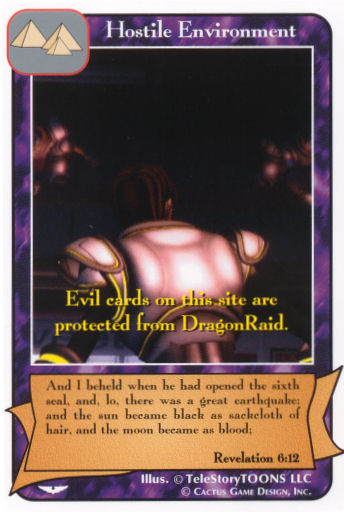 Hostile Environment
Evil cards on this site are
protected from DragonRaid.
And I beheld when he had opened the sixth
seal, and, lo, there was a great earthquake;
and the sun became black as sackcloth of
hair, and the moon became as blood;
Revelation 6:12
Illus. © TeleStoryTOONS LLC
© Cactus Game Design, Inc.